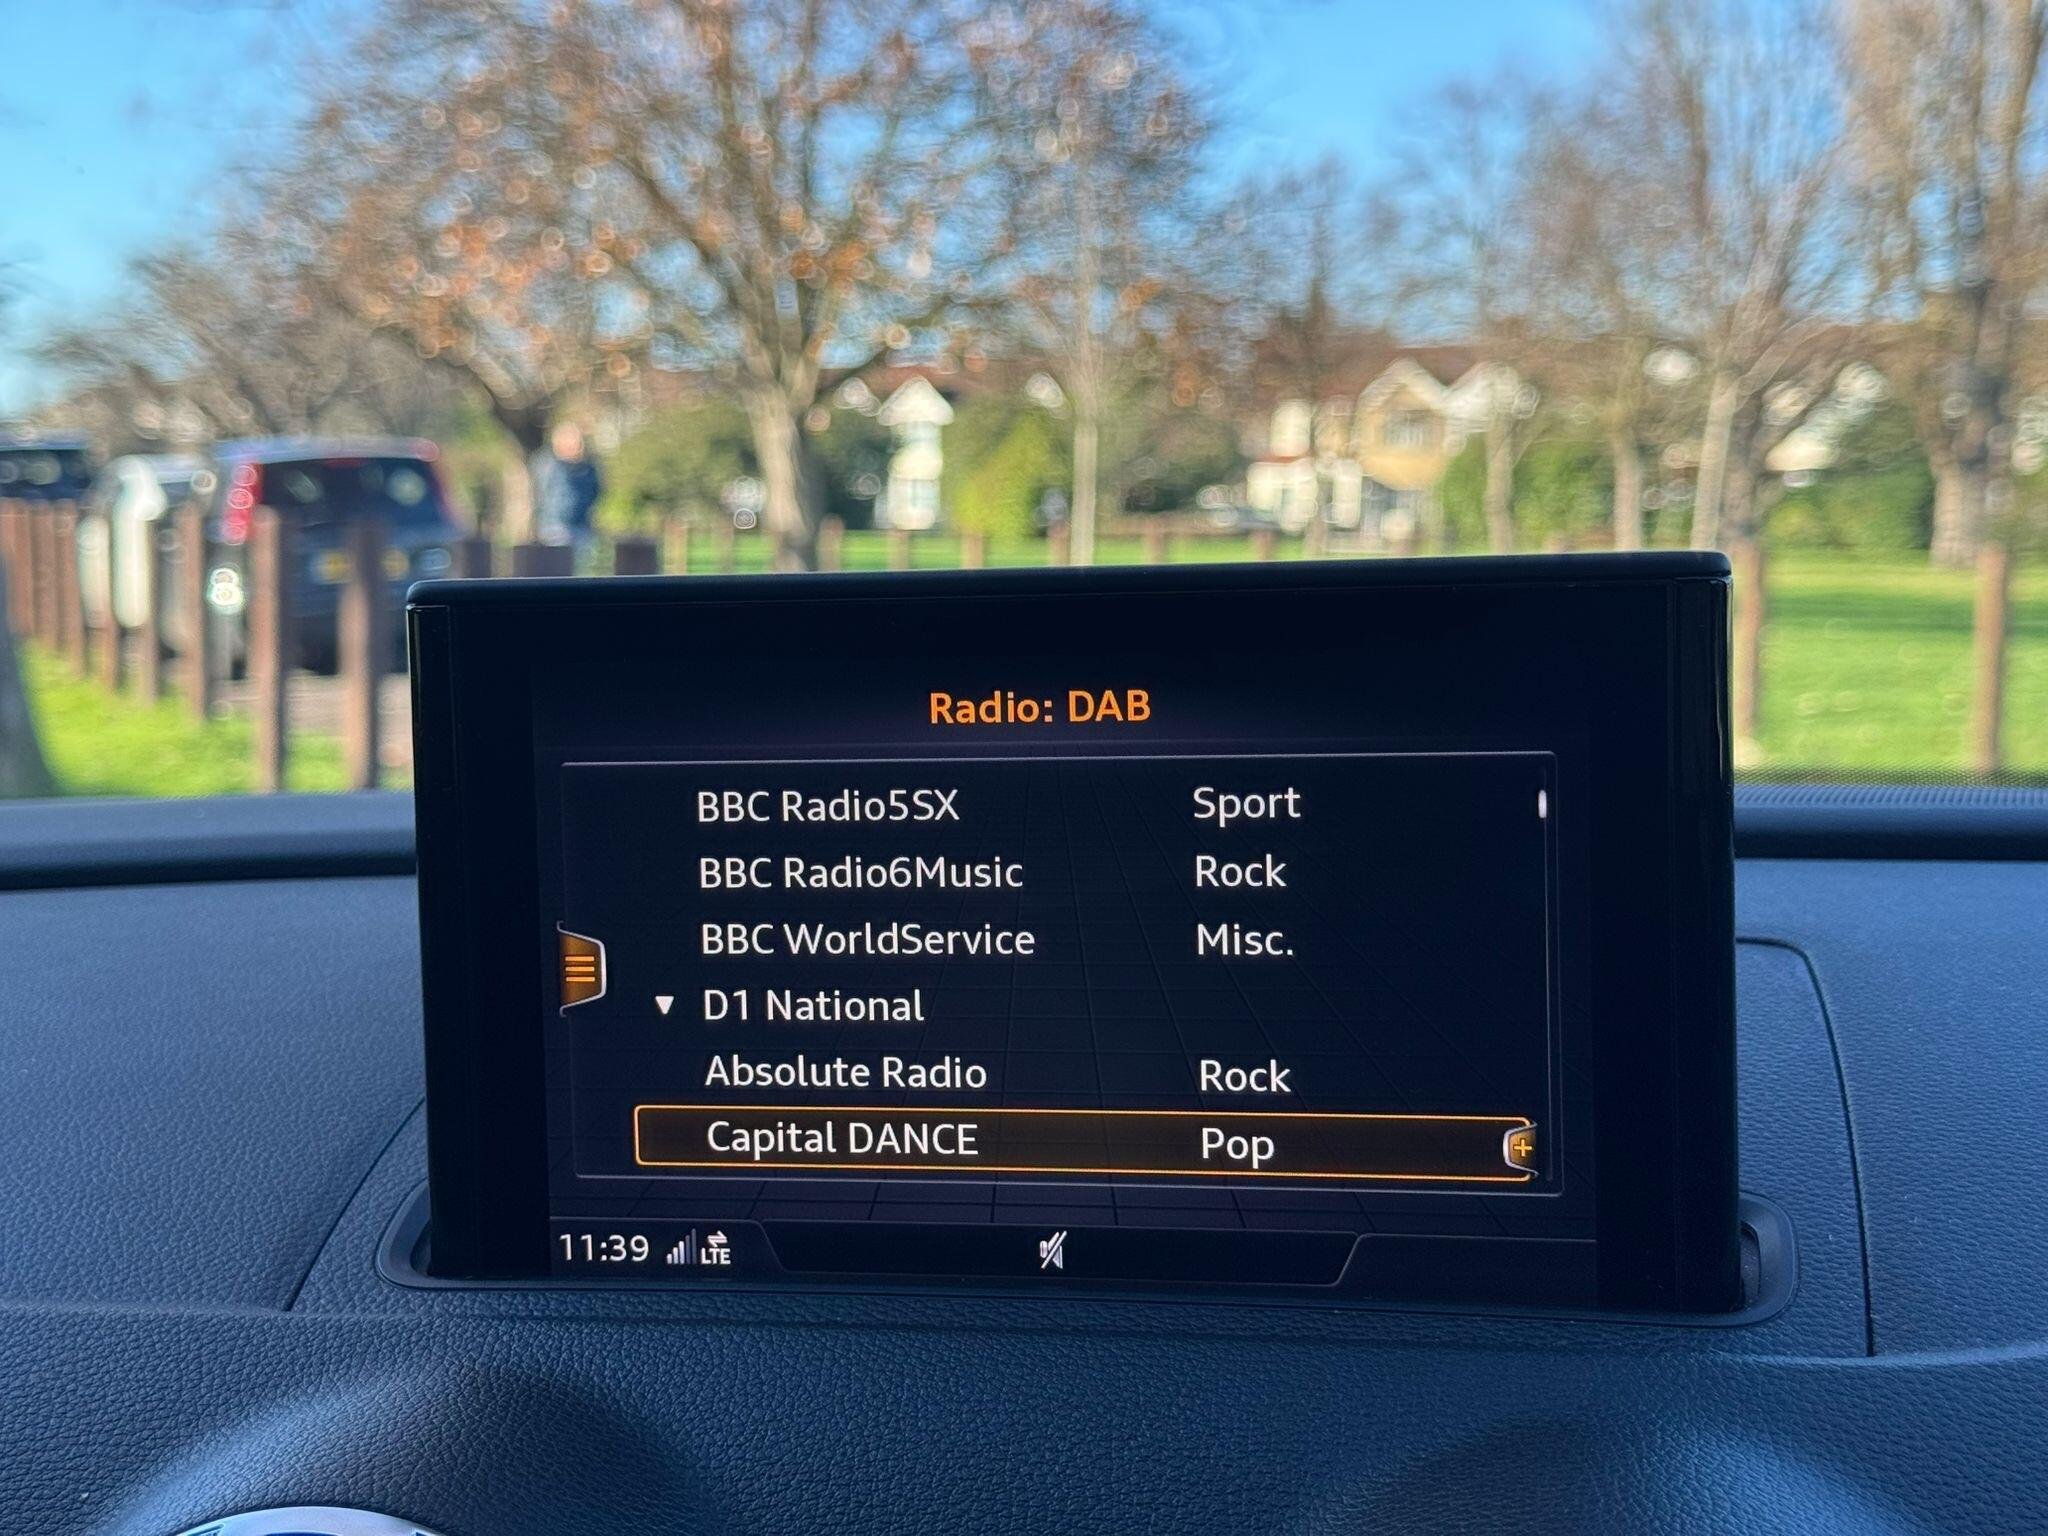 Radio: DAB
BBC Radio5SX Sport
BBC Radio6Music Rock
BBC WorldService Misc.
D1 National
Absolute Radio Rock
Capital DANCE Pop
11:39 LTE